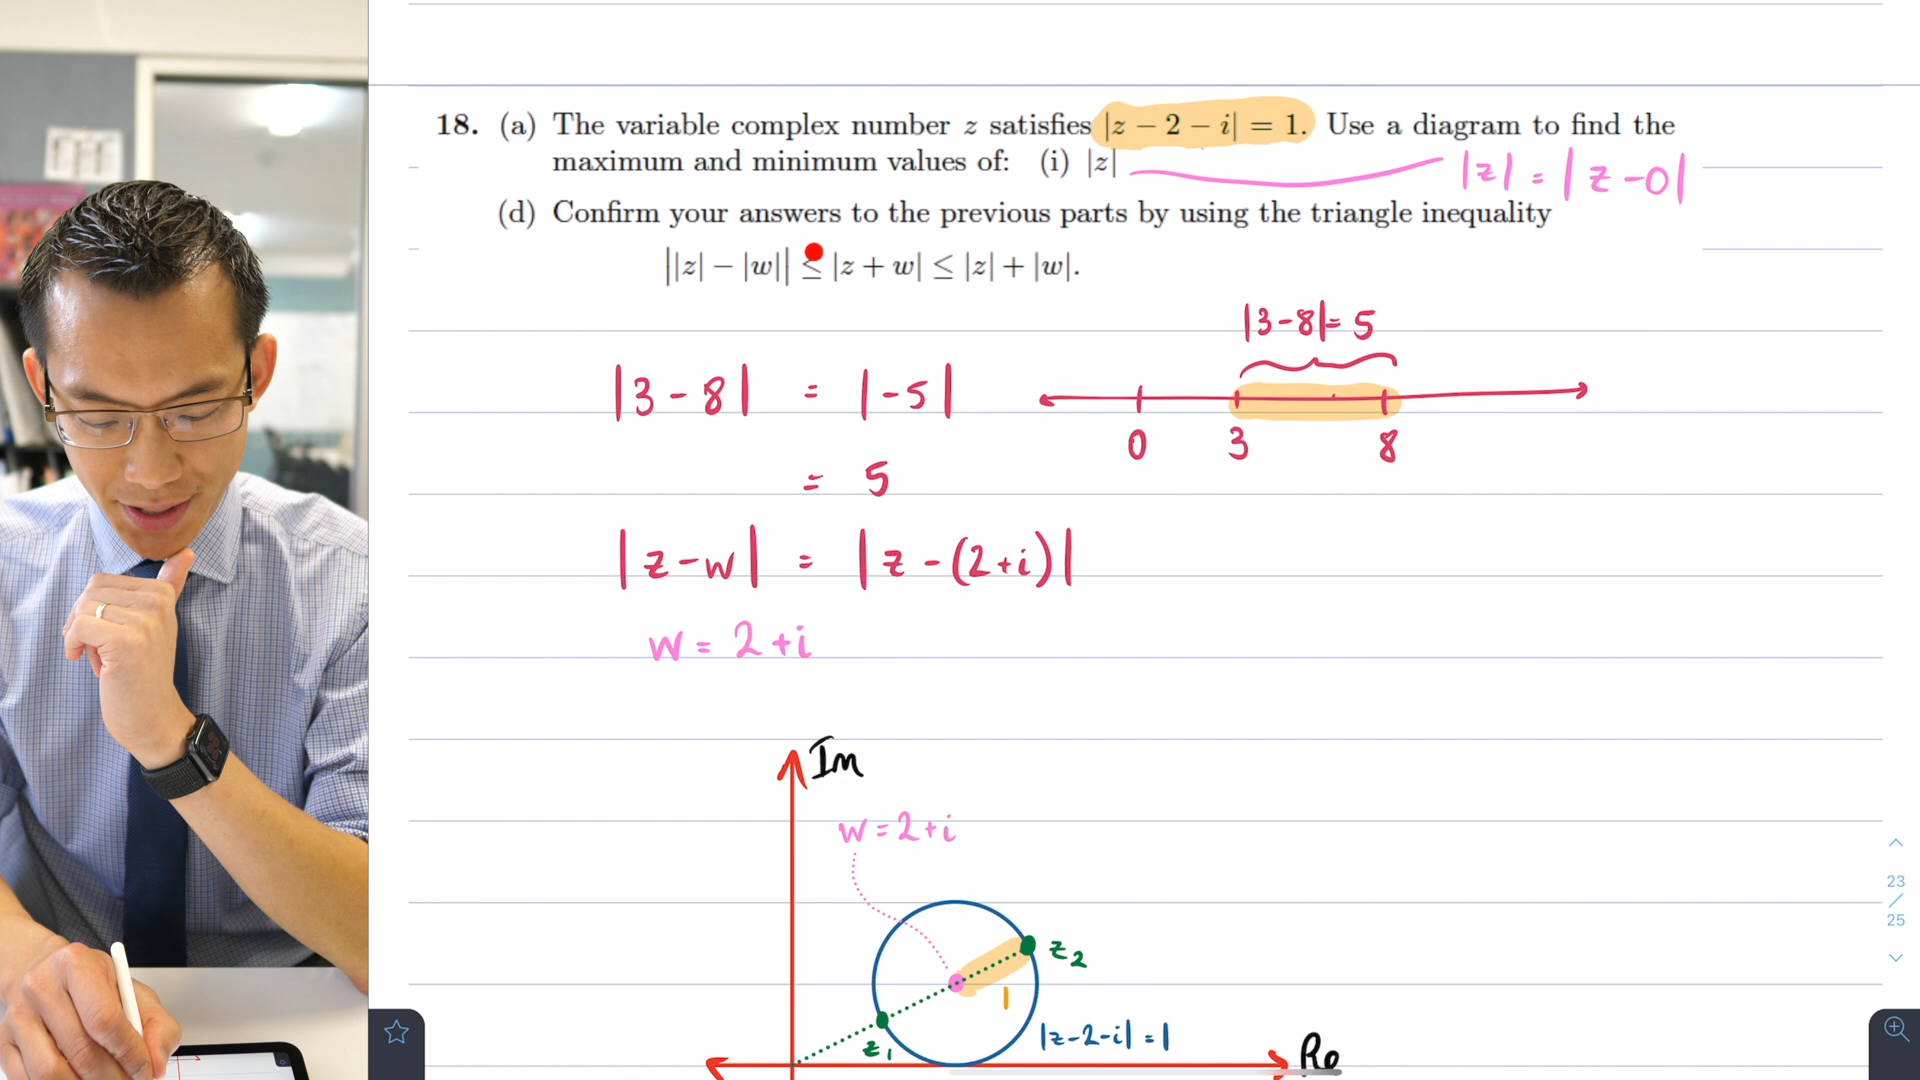 18. (a) The variable complex number z satisfies |z − 2 − i| = 1. Use a diagram to find the
maximum and minimum values of: (i) |z|
|z| = |z-0|
(d) Confirm your answers to the previous parts by using the triangle inequality
||z| − |w|| ≤ |z + w| ≤ |z| + |w|.
|3-8| = 5
|3-8| = |-5|
0 3 8
= 5
|z-w| = |z-(2+i)|
w = 2+i
Im
w = 2+i
z2
1
|z-2-i| = 1
z1
Re
23
/
25